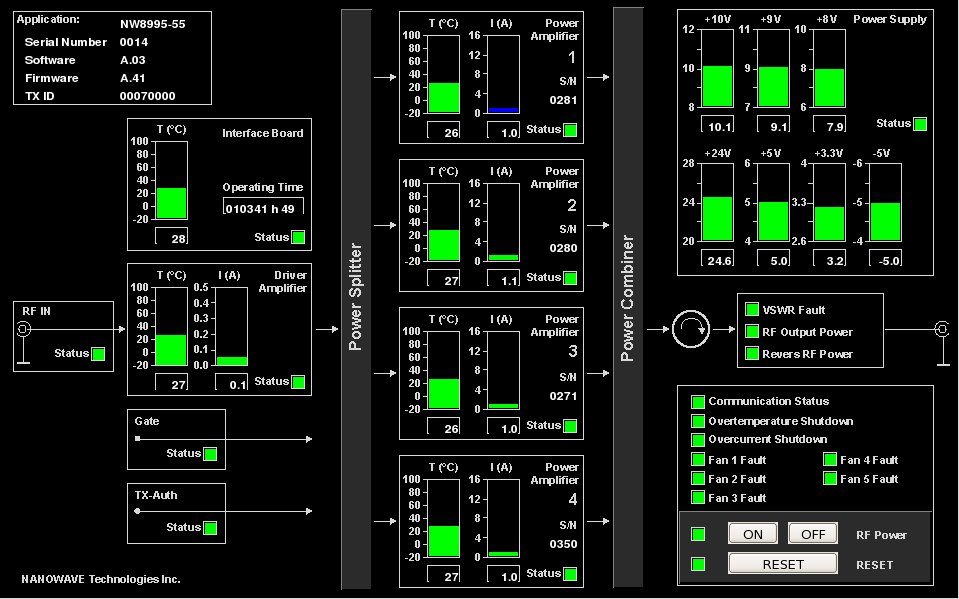 Application: NW8995-55
Serial Number 0014
Software A.03
Firmware A.41
TX ID 00070000
T (°C) Interface Board
100
80
60
40
20
0
-20
Operating Time
010341 h 49
28
Status
T (°C) I (A) Driver Amplifier
100 0.5
80 0.4
60 0.3
40
20 0.2
0 0.1
-20 0.0
27 0.1 Status
RF IN
Status
Gate
Status
TX-Auth
Status
NANOWAVE Technologies Inc.
Power Splitter
T (°C) I (A) Power Amplifier
100 16
80 12
60
40 8
20 4
0
-20 0
1
S/N
0281
26 1.0 Status
T (°C) I (A) Power Amplifier
100 16
80 12
60
40 8
20 4
0
-20 0
2
S/N
0280
27 1.1 Status
T (°C) I (A) Power Amplifier
100 16
80 12
60
40 8
20 4
0
-20 0
3
S/N
0271
26 1.0 Status
T (°C) I (A) Power Amplifier
100 16
80 12
60
40 8
20 4
0
-20 0
4
S/N
0350
27 1.0 Status
Power Combiner
+10V +9V +8V Power Supply
12 11 10
10 9 8
8 7 6
10.1 9.1 7.9 Status
+24V +5V +3.3V -5V
28 6 4 -6
24 5 3.3 -5
20 4 2.6 -4
24.6 5.0 3.2 -5.0
VSWR Fault
RF Output Power
Revers RF Power
Communication Status
Overtemperature Shutdown
Overcurrent Shutdown
Fan 1 Fault Fan 4 Fault
Fan 2 Fault Fan 5 Fault
Fan 3 Fault
ON OFF RF Power
RESET RESET